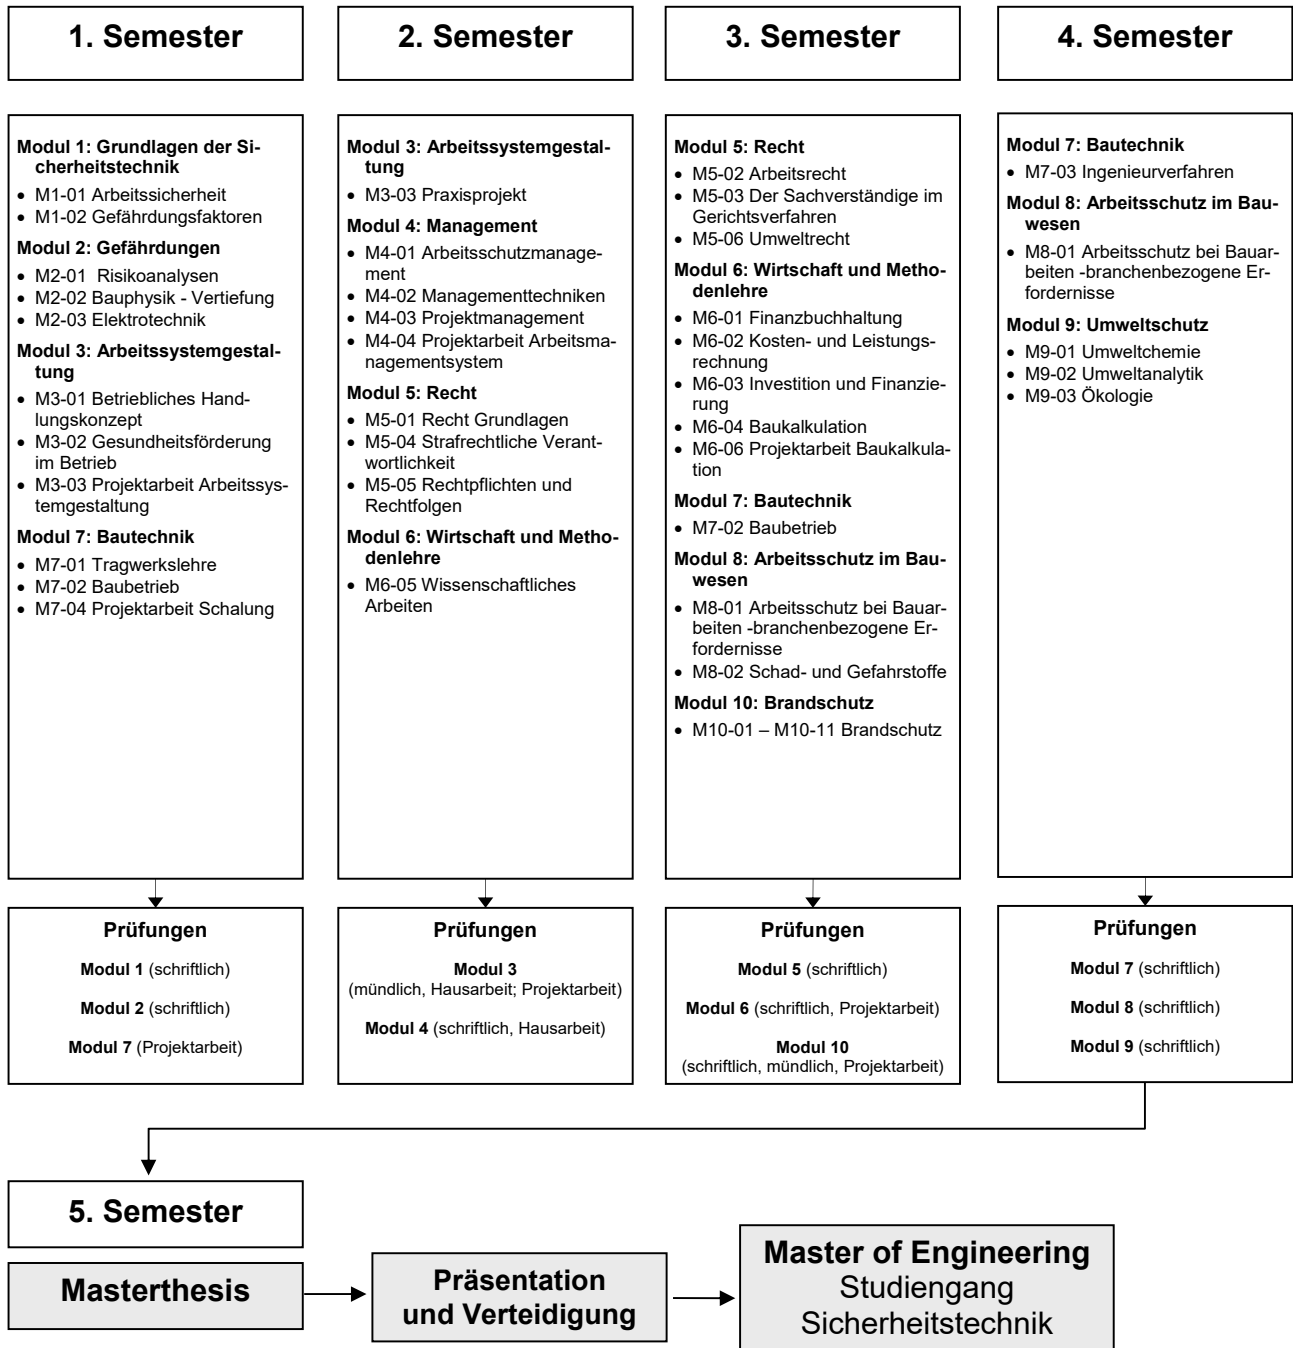 1. Semester
Modul 1: Grundlagen der Si-
cherheitstechnik
• M1-01 Arbeitssicherheit
• M1-02 Gefährdungsfaktoren
Modul 2: Gefährdungen
• M2-01  Risikoanalysen
• M2-02 Bauphysik - Vertiefung
• M2-03 Elektrotechnik
Modul 3: Arbeitssystemgestal-
tung
• M3-01 Betriebliches Hand-
lungskonzept
• M3-02 Gesundheitsförderung
im Betrieb
• M3-03 Projektarbeit Arbeitssys-
temgestaltung
Modul 7: Bautechnik
• M7-01 Tragwerkslehre
• M7-02 Baubetrieb
• M7-04 Projektarbeit Schalung
Prüfungen
Modul 1 (schriftlich)
Modul 2 (schriftlich)
Modul 7 (Projektarbeit)
2. Semester
Modul 3: Arbeitssystemgestal-
tung
• M3-03 Praxisprojekt
Modul 4: Management
• M4-01 Arbeitsschutzmanage-
ment
• M4-02 Managementtechniken
• M4-03 Projektmanagement
• M4-04 Projektarbeit Arbeitsma-
nagementsystem
Modul 5: Recht
• M5-01 Recht Grundlagen
• M5-04 Strafrechtliche Verant-
wortlichkeit
• M5-05 Rechtpflichten und
Rechtfolgen
Modul 6: Wirtschaft und Metho-
denlehre
• M6-05 Wissenschaftliches
Arbeiten
Prüfungen
Modul 3
(mündlich, Hausarbeit; Projektarbeit)
Modul 4 (schriftlich, Hausarbeit)
3. Semester
Modul 5: Recht
• M5-02 Arbeitsrecht
• M5-03 Der Sachverständige im
Gerichtsverfahren
• M5-06 Umweltrecht
Modul 6: Wirtschaft und Metho-
denlehre
• M6-01 Finanzbuchhaltung
• M6-02 Kosten- und Leistungs-
rechnung
• M6-03 Investition und Finanzie-
rung
• M6-04 Baukalkulation
• M6-06 Projektarbeit Baukalkula-
tion
Modul 7: Bautechnik
• M7-02 Baubetrieb
Modul 8: Arbeitsschutz im Bau-
wesen
• M8-01 Arbeitsschutz bei Bauar-
beiten -branchenbezogene Er-
fordernisse
• M8-02 Schad- und Gefahrstoffe
Modul 10: Brandschutz
• M10-01 – M10-11 Brandschutz
Prüfungen
Modul 5 (schriftlich)
Modul 6 (schriftlich, Projektarbeit)
Modul 10
(schriftlich, mündlich, Projektarbeit)
4. Semester
Modul 7: Bautechnik
• M7-03 Ingenieurverfahren
Modul 8: Arbeitsschutz im Bau-
wesen
• M8-01 Arbeitsschutz bei Bauar-
beiten -branchenbezogene Er-
fordernisse
Modul 9: Umweltschutz
• M9-01 Umweltchemie
• M9-02 Umweltanalytik
• M9-03 Ökologie
Prüfungen
Modul 7 (schriftlich)
Modul 8 (schriftlich)
Modul 9 (schriftlich)
5. Semester
Masterthesis
Präsentation
und Verteidigung
Master of Engineering
Studiengang
Sicherheitstechnik